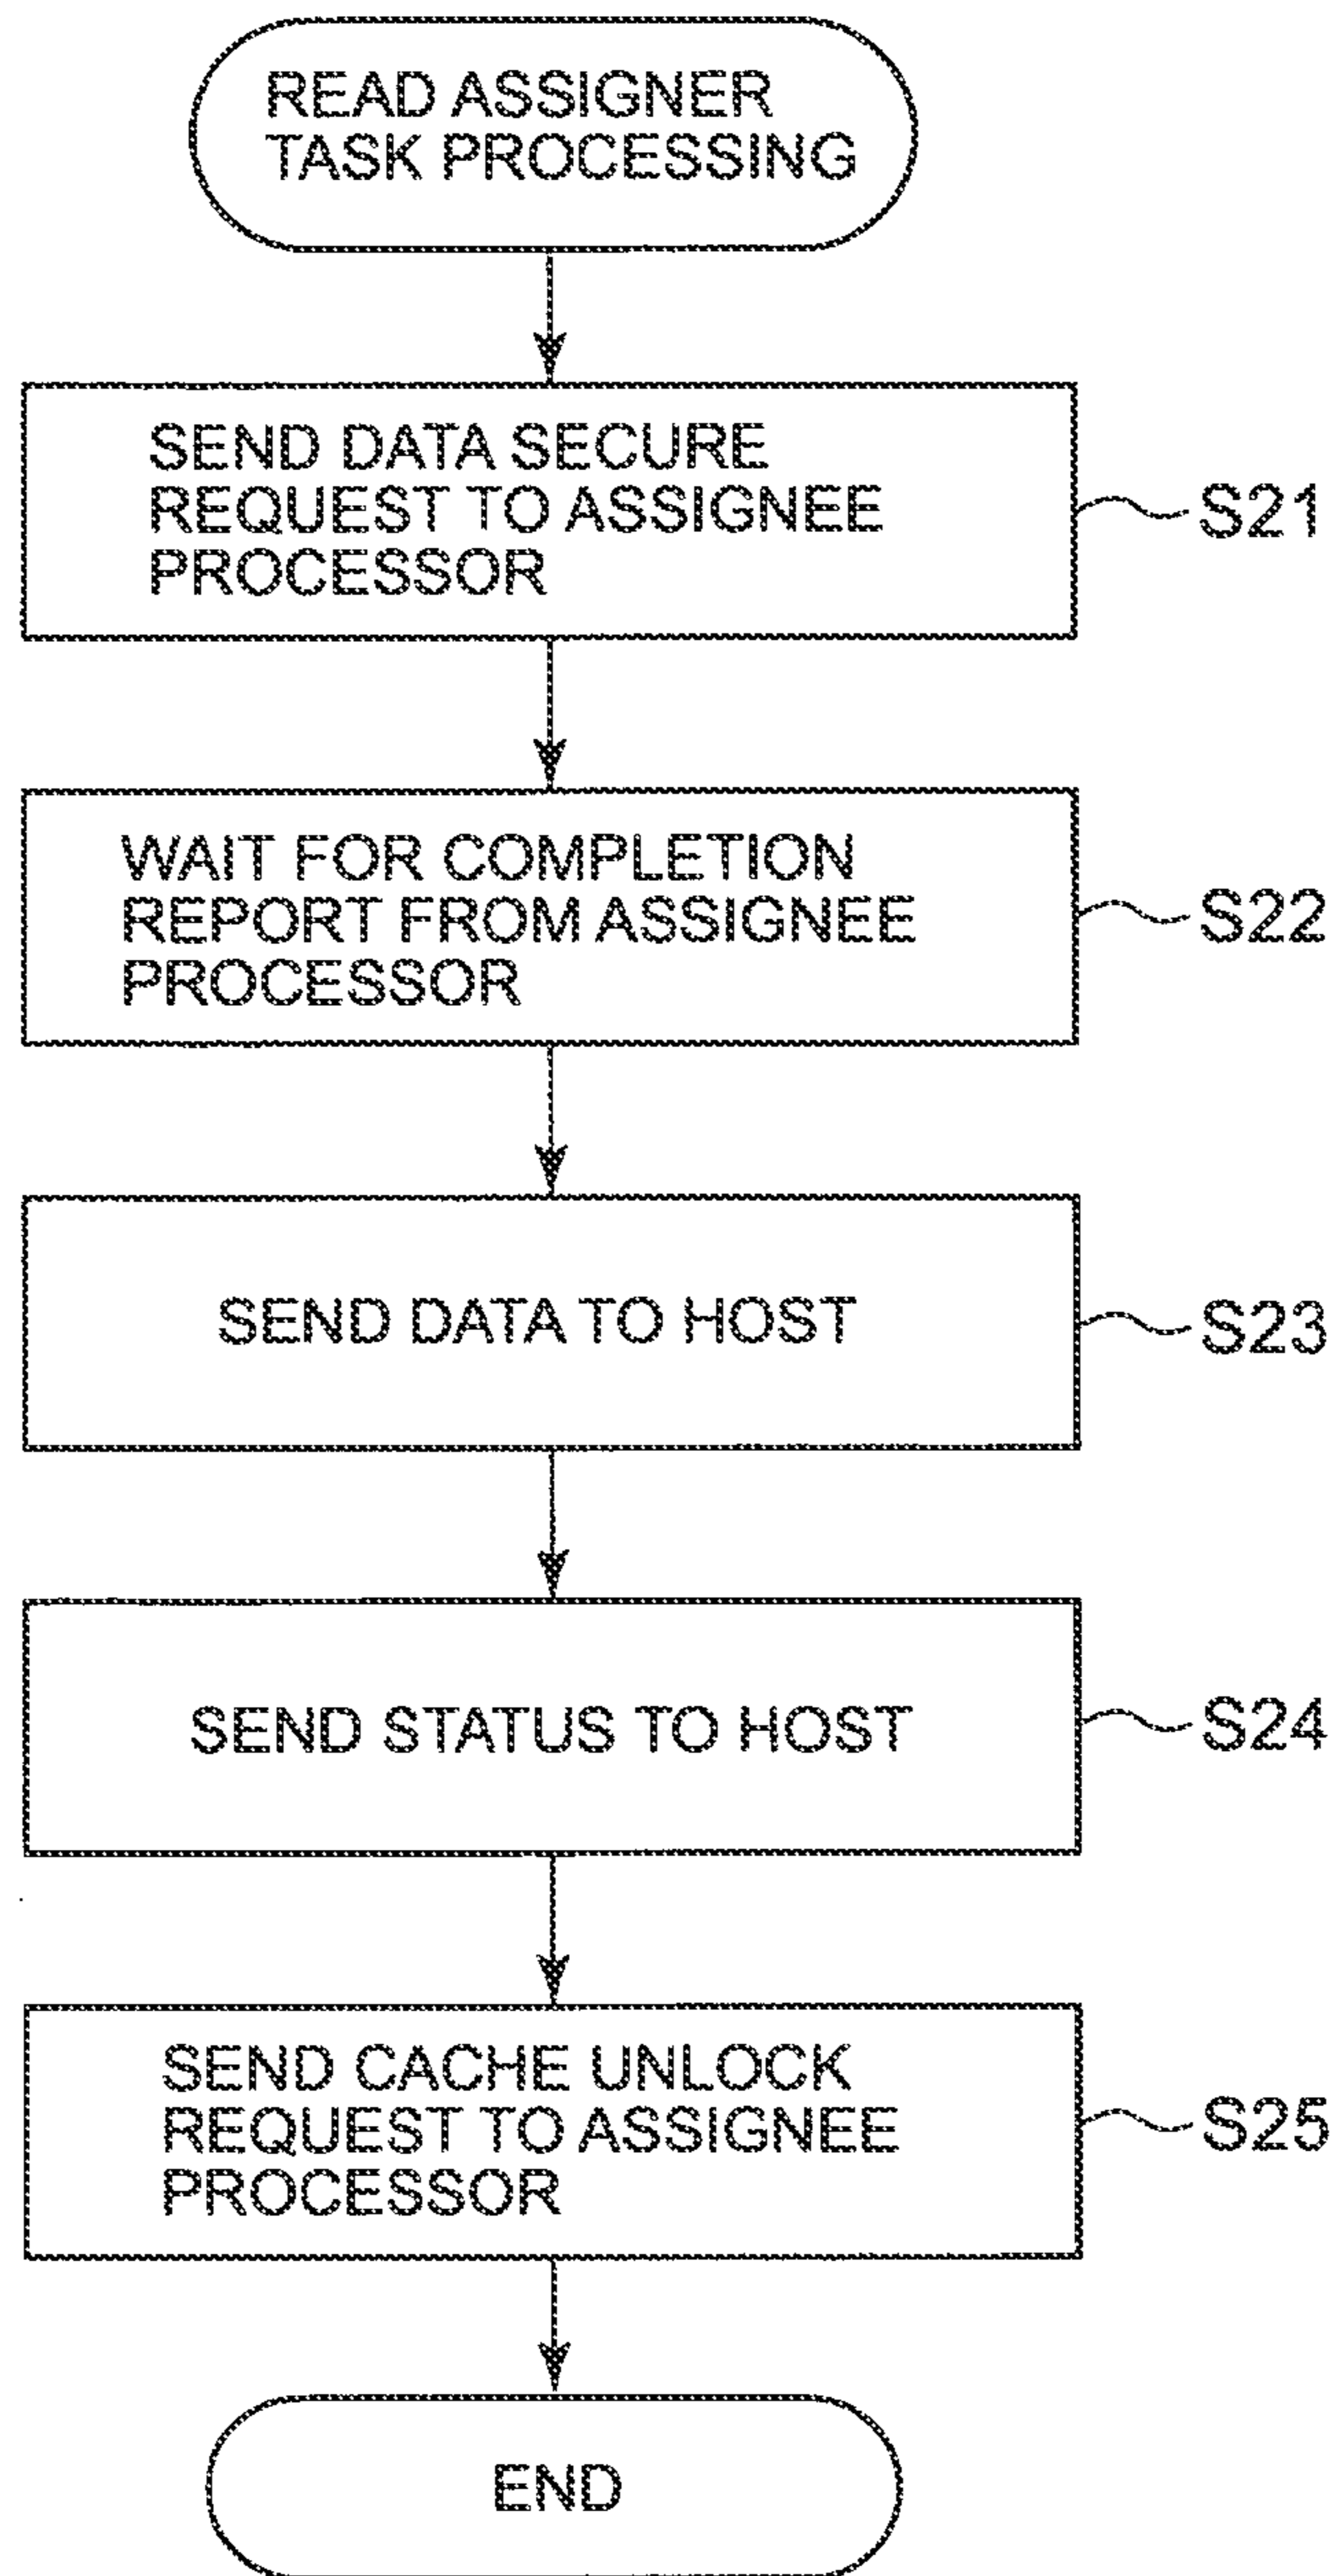 READ ASSIGNER
TASK PROCESSING
SEND DATA SECURE
REQUEST TO ASSIGNEE
PROCESSOR
S21
WAIT FOR COMPLETION
REPORT FROM ASSIGNEE
PROCESSOR
S22
SEND DATA TO HOST
S23
SEND STATUS TO HOST
S24
SEND CACHE UNLOCK
REQUEST TO ASSIGNEE
PROCESSOR
S25
END